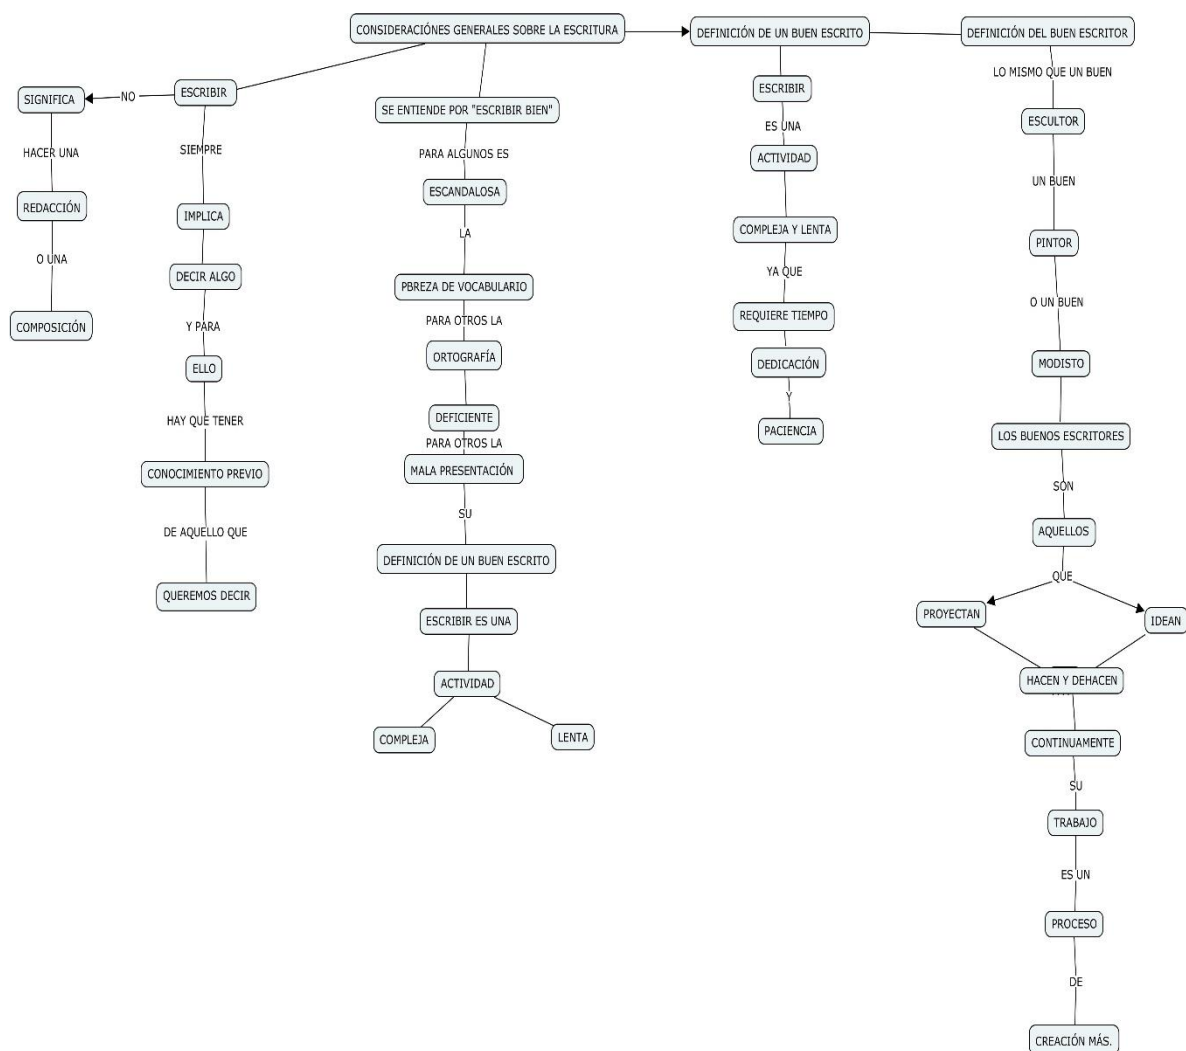 CONSIDERACIÓNES GENERALES SOBRE LA ESCRITURA
DEFINICIÓN DE UN BUEN ESCRITO
DEFINICIÓN DEL BUEN ESCRITOR
ESCRIBIR
NO
SIGNIFICA
HACER UNA
REDACCIÓN
O UNA
COMPOSICIÓN
SIEMPRE
IMPLICA
DECIR ALGO
Y PARA
ELLO
HAY QUE TENER
CONOCIMIENTO PREVIO
DE AQUELLO QUE
QUEREMOS DECIR
SE ENTIENDE POR "ESCRIBIR BIEN"
PARA ALGUNOS ES
ESCANDALOSA
LA
PBREZA DE VOCABULARIO
PARA OTROS LA
ORTOGRAFÍA
DEFICIENTE
PARA OTROS LA
MALA PRESENTACIÓN
SU
DEFINICIÓN DE UN BUEN ESCRITO
ESCRIBIR ES UNA
ACTIVIDAD
COMPLEJA
LENTA
ESCRIBIR
ES UNA
ACTIVIDAD
COMPLEJA Y LENTA
YA QUE
REQUIERE TIEMPO
DEDICACIÓN
Y
PACIENCIA
LO MISMO QUE UN BUEN
ESCULTOR
UN BUEN
PINTOR
O UN BUEN
MODISTO
LOS BUENOS ESCRITORES
SON
AQUELLOS
QUE
PROYECTAN
IDEAN
HACEN Y DEHACEN
CONTINUAMENTE
SU
TRABAJO
ES UN
PROCESO
DE
CREACIÓN MÁS.